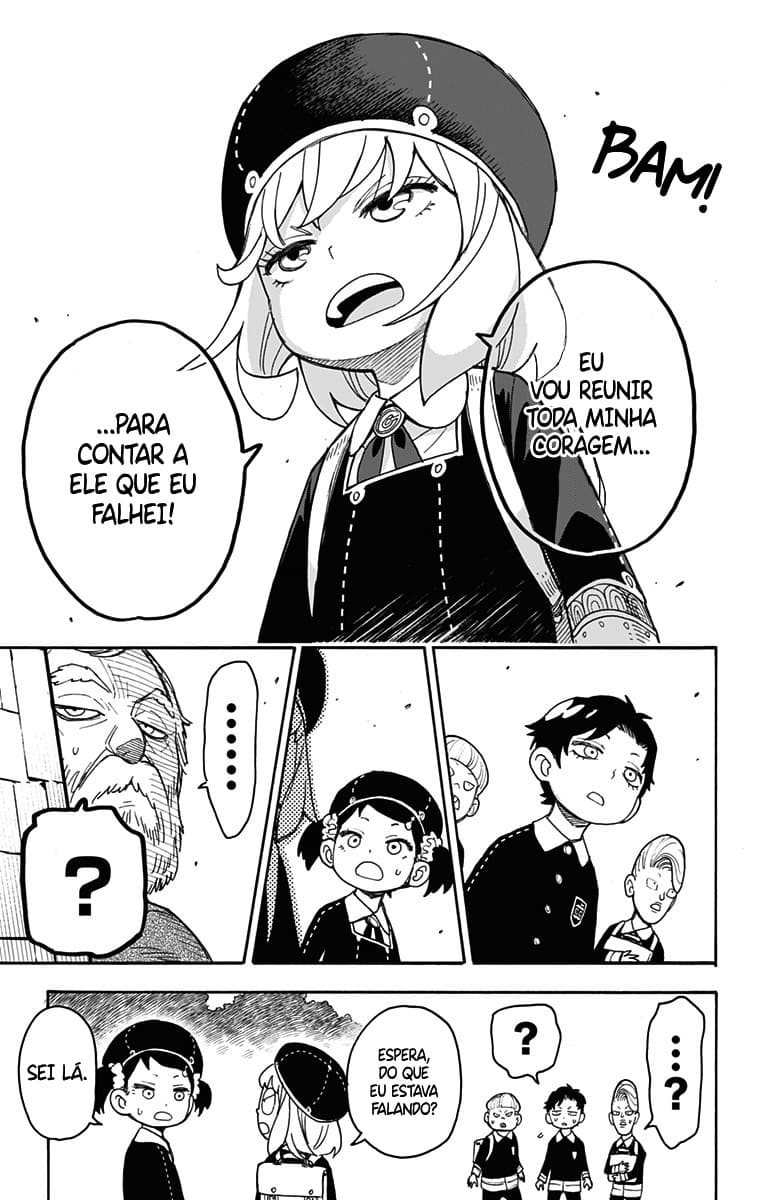 BAM!
EU
VOU REUNIR
TODA MINHA
CORAGEM...
...PARA
CONTAR A
ELE QUE EU
FALHEI!
......
?
...?
?
ESPERA,
DO QUE
EU ESTAVA
FALANDO?
SEI LÁ.